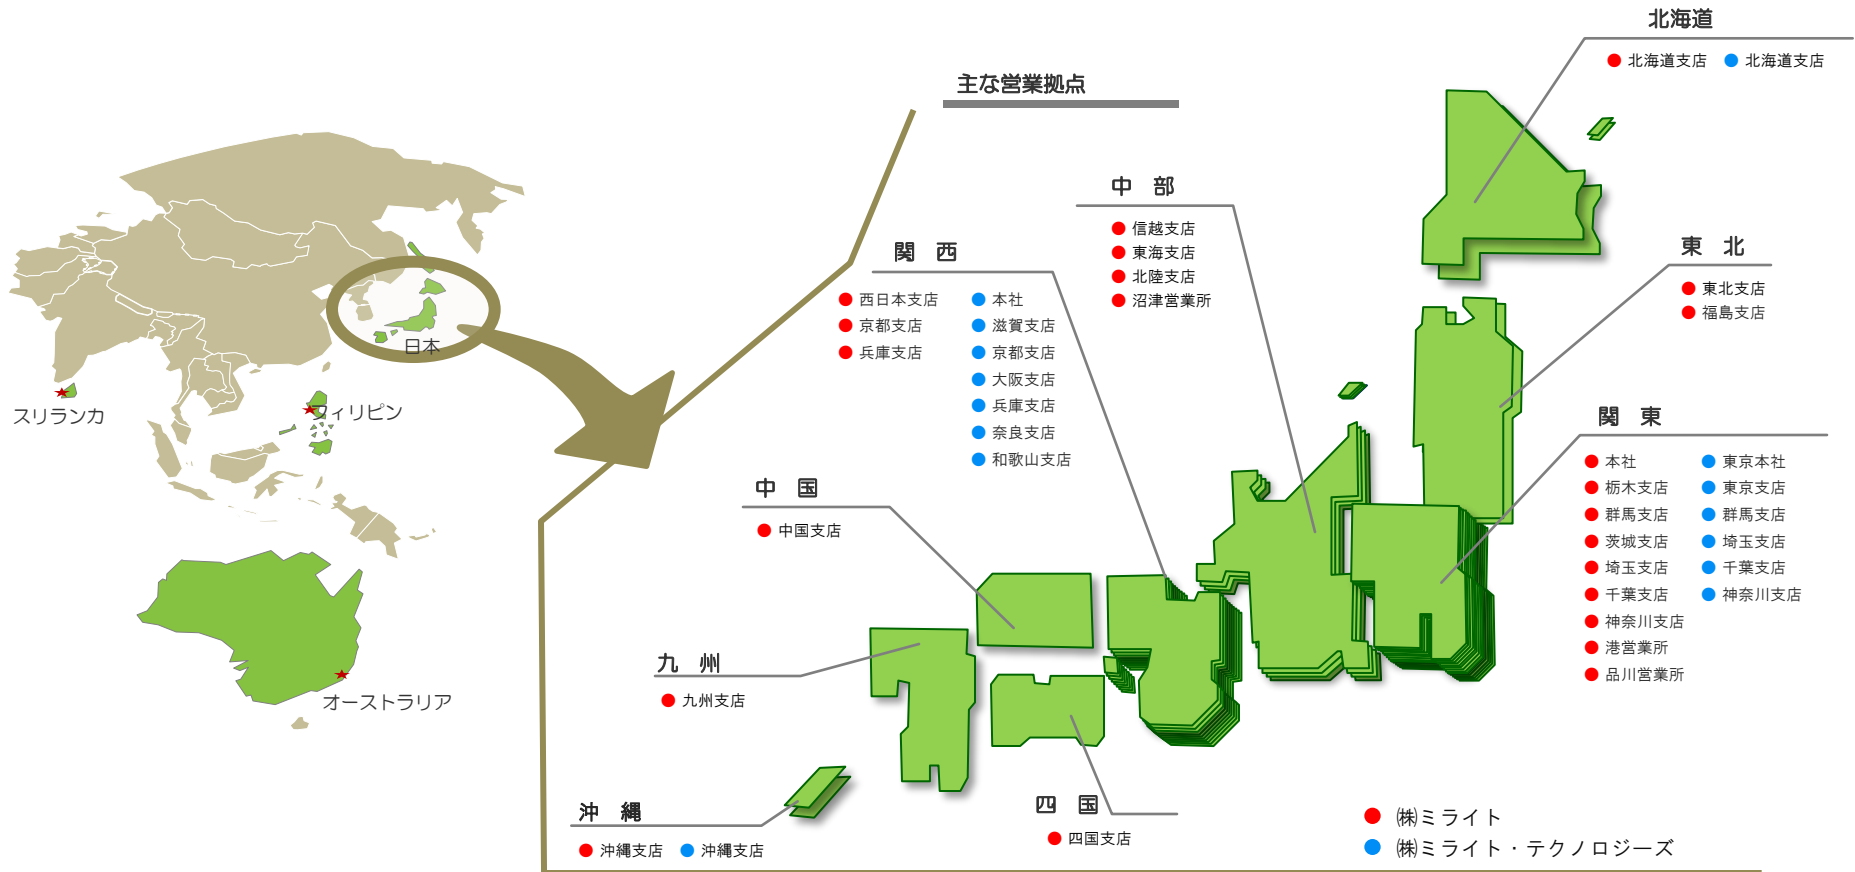 主な営業拠点
北海道
北海道支店 北海道支店
東 北
東北支店
福島支店
中 部
信越支店
東海支店
北陸支店
沼津営業所
関 西
西日本支店
京都支店
兵庫支店
本社
滋賀支店
京都支店
大阪支店
兵庫支店
奈良支店
和歌山支店
関 東
本社
栃木支店
群馬支店
茨城支店
埼玉支店
千葉支店
神奈川支店
港営業所
品川営業所
東京本社
東京支店
群馬支店
埼玉支店
千葉支店
神奈川支店
中 国
中国支店
九 州
九州支店
四 国
四国支店
沖 縄
沖縄支店 沖縄支店
日本
スリランカ
フィリピン
オーストラリア
㈱ミライト
㈱ミライト・テクノロジーズ